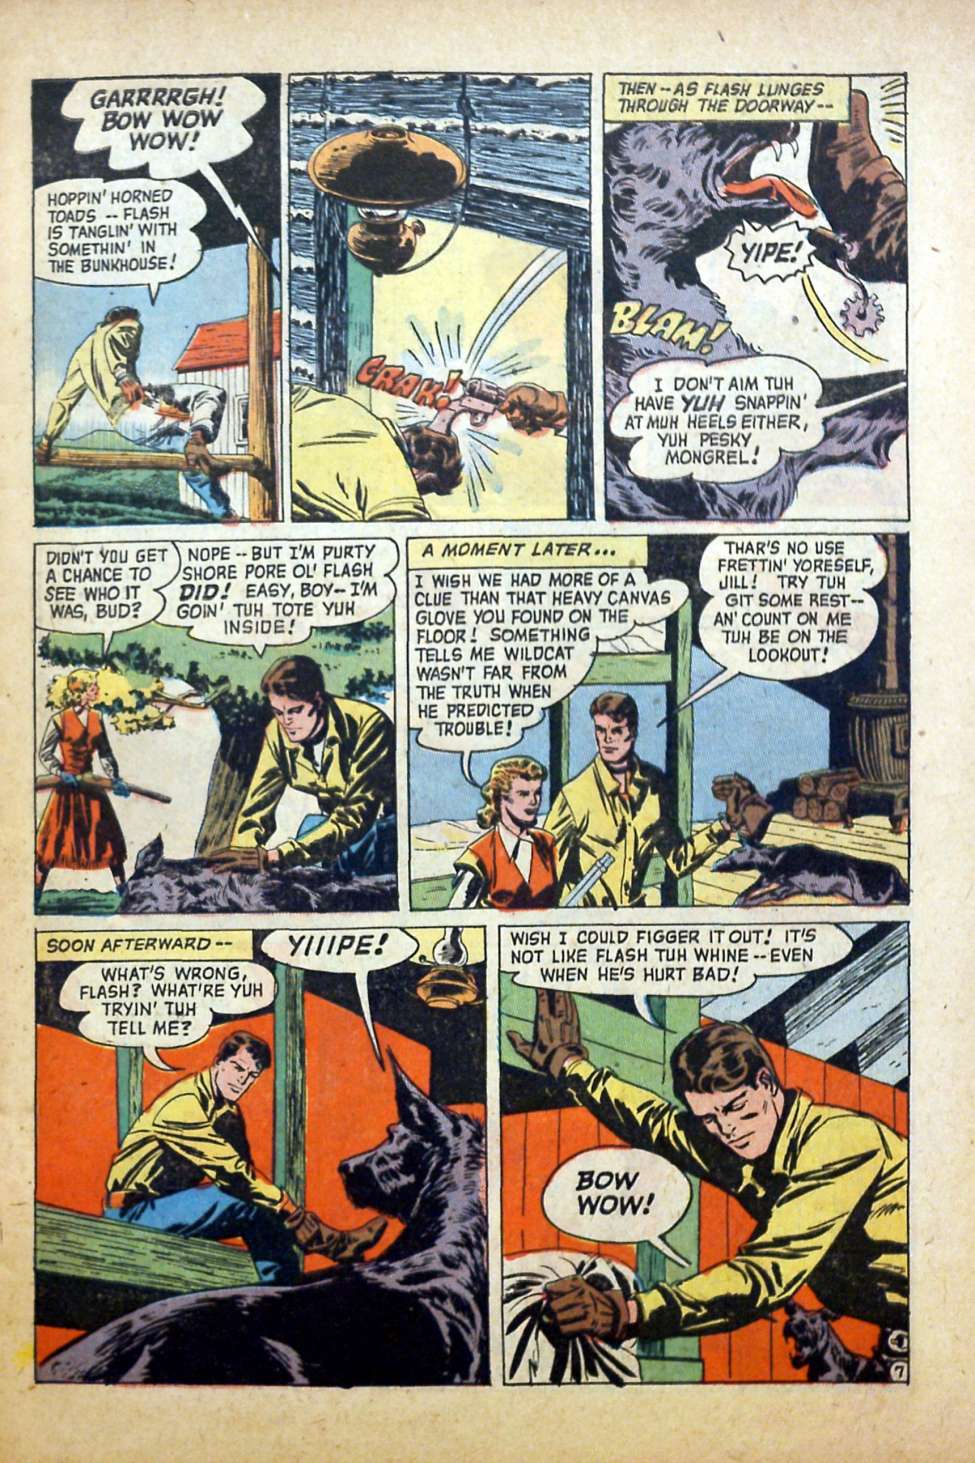 GARRRRGH!
BOW WOW
WOW!
HOPPIN' HORNED
TOADS -- FLASH
IS TANGLIN' WITH
SOMETHIN' IN
THE BUNKHOUSE!
CRAK!
THEN -- AS FLASH LUNGES
THROUGH THE DOORWAY --
YIPE!
BLAM!
I DON'T AIM TUH
HAVE YUH SNAPPIN'
AT MUH HEELS EITHER,
YUH PESKY
MONGREL!
DIDN'T YOU GET
A CHANCE TO
SEE WHO IT
WAS, BUD?
NOPE -- BUT I'M PURTY
SHORE PORE OL' FLASH
DID! EASY, BOY -- I'M
GOIN' TUH TOTE YUH
INSIDE!
A MOMENT LATER...
I WISH WE HAD MORE OF A
CLUE THAN THAT HEAVY CANVAS
GLOVE YOU FOUND ON THE
FLOOR! SOMETHING
TELLS ME WILDCAT
WASN'T FAR FROM
THE TRUTH WHEN
HE PREDICTED
TROUBLE!
THAR'S NO USE
FRETTIN' YORESELF,
JILL! TRY TUH
GIT SOME REST --
AN' COUNT ON ME
TUH BE ON THE
LOOKOUT!
SOON AFTERWARD --
WHAT'S WRONG,
FLASH? WHAT'RE YUH
TRYIN' TUH
TELL ME?
YIIIPE!
WISH I COULD FIGGER IT OUT! IT'S
NOT LIKE FLASH TUH WHINE -- EVEN
WHEN HE'S HURT BAD!
BOW
WOW!
4
7